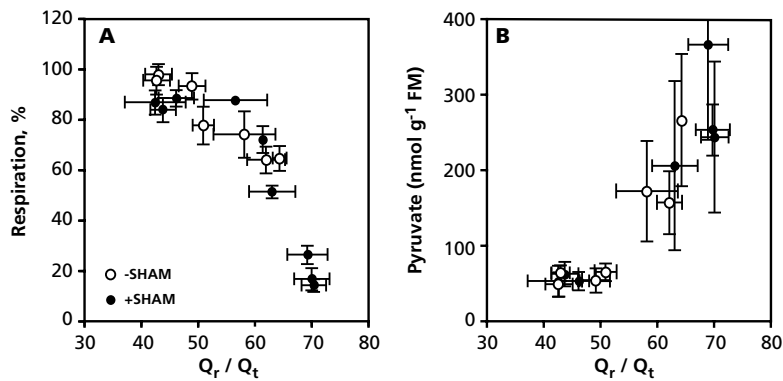 A
Respiration, %
120
100
80
60
40
20
0
-SHAM
+SHAM
30 40 50 60 70 80
Qr / Qt
B
Pyruvate (nmol g-1 FM)
400
300
200
100
0
30 40 50 60 70 80
Qr / Qt